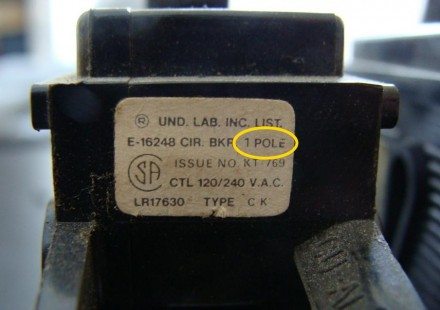 ® UND. LAB. INC. LIST.
E-16248 CIR. BKR. 1 POLE
SA ISSUE NO. KT 769
CTL 120/240 V.A.C.
LR17630 TYPE CK